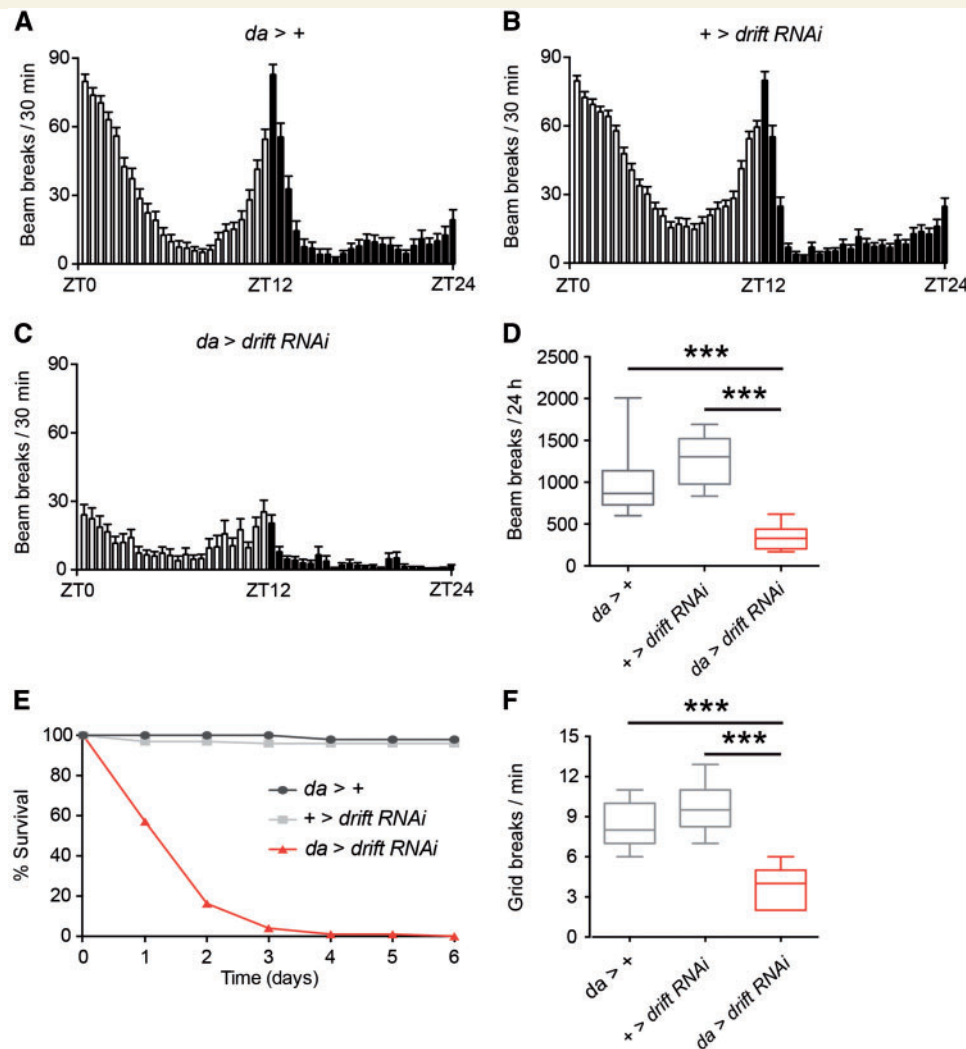 A
da > +
Beam breaks / 30 min
90
60
30
0
ZT0
ZT12
ZT24
B
+ > drift RNAi
Beam breaks / 30 min
90
60
30
0
ZT0
ZT12
ZT24
C
da > drift RNAi
Beam breaks / 30 min
90
60
30
0
ZT0
ZT12
ZT24
D
***
***
Beam breaks / 24 h
2500
2000
1500
1000
500
0
da > +
+ > drift RNAi
da > drift RNAi
E
% Survival
100
80
60
40
20
0
da > +
+ > drift RNAi
da > drift RNAi
0 1 2 3 4 5 6
Time (days)
F
***
***
Grid breaks / min
15
12
9
6
3
0
da > +
+ > drift RNAi
da > drift RNAi